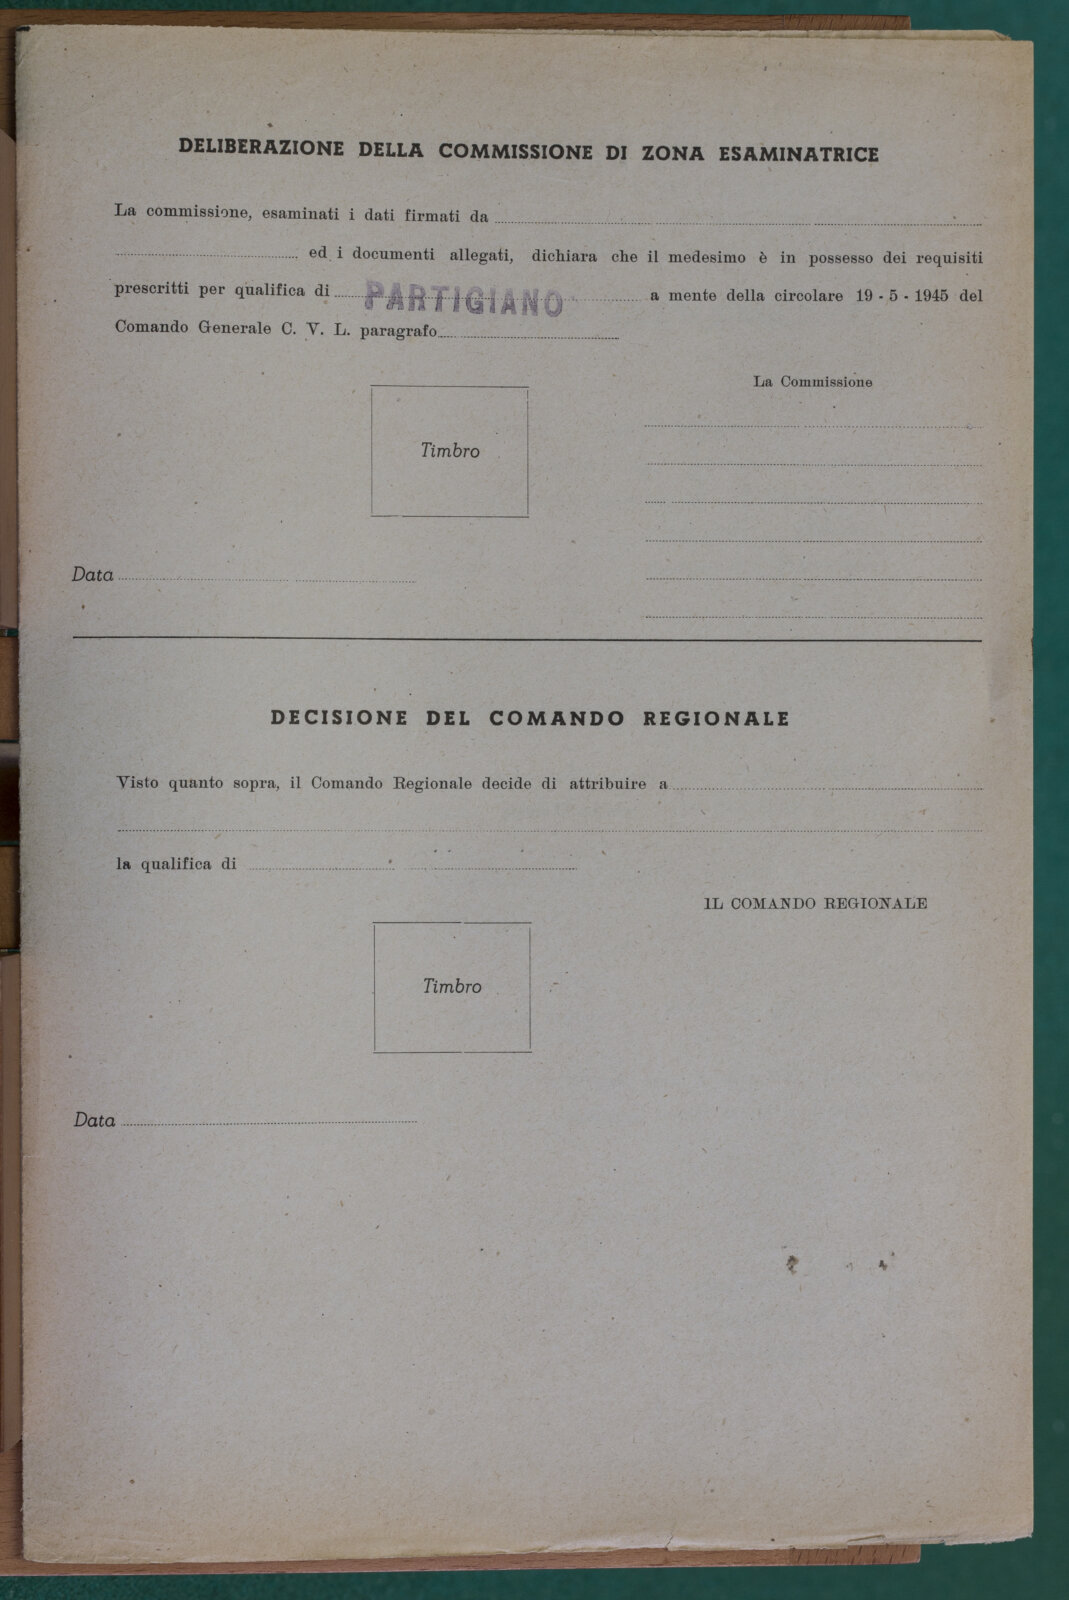 DELIBERAZIONE DELLA COMMISSIONE DI ZONA ESAMINATRICE
La commissione, esaminati i dati firmati da
ed i documenti allegati, dichiara che il medesimo è in possesso dei requisiti
prescritti per qualifica di PARTIGIANO a mente della circolare 19 - 5 - 1945 del
Comando Generale C. V. L. paragrafo
La Commissione
Timbro
Data
DECISIONE DEL COMANDO REGIONALE
Visto quanto sopra, il Comando Regionale decide di attribuire a
la qualifica di
IL COMANDO REGIONALE
Timbro
Data